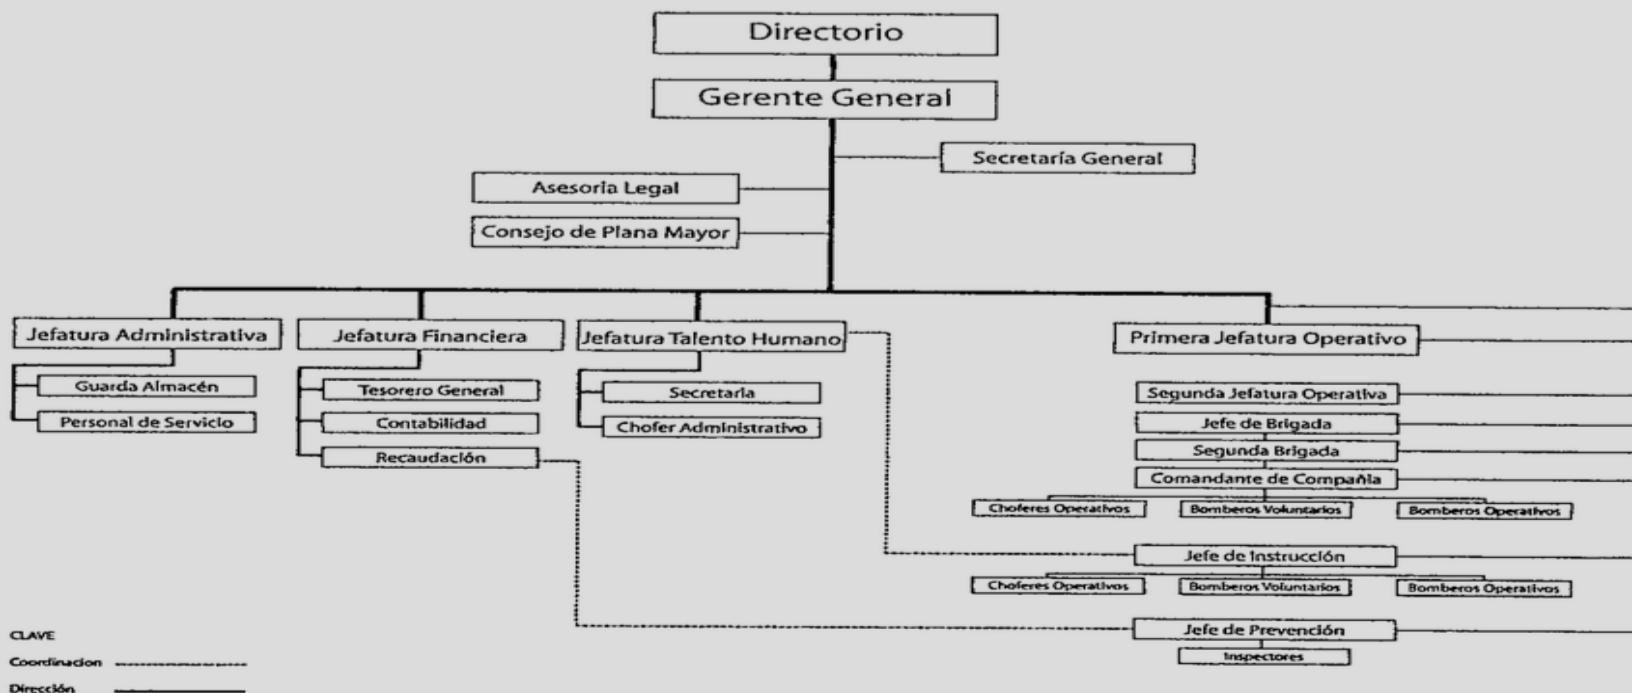 Directorio
Gerente General
Secretaría General
Asesoria Legal
Consejo de Plana Mayor
Jefatura Administrativa
Guarda Almacén
Personal de Servicio
Jefatura Financiera
Tesorero General
Contabilidad
Recaudación
Jefatura Talento Humano
Secretaria
Chofer Administrativo
Primera Jefatura Operativo
Segunda Jefatura Operativa
Jefe de Brigada
Segunda Brigada
Comandante de Compañia
Choferes Operativos
Bomberos Voluntarios
Bomberos Operativos
Jefe de Instrucción
Choferes Operativos
Bomberos Voluntarios
Bomberos Operativos
Jefe de Prevención
Inspectores
CLAVE
Coordinacion
Dirección